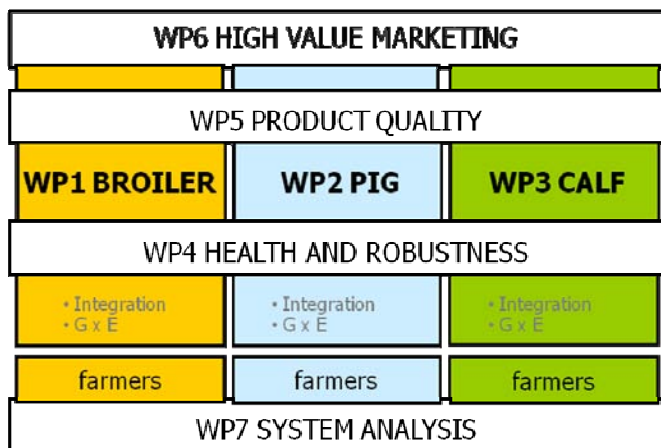 WP6 HIGH VALUE MARKETING
WP5 PRODUCT QUALITY
WP1 BROILER
WP2 PIG
WP3 CALF
WP4 HEALTH AND ROBUSTNESS
• Integration
• G x E
• Integration
• G x E
• Integration
• G x E
farmers
farmers
farmers
WP7 SYSTEM ANALYSIS